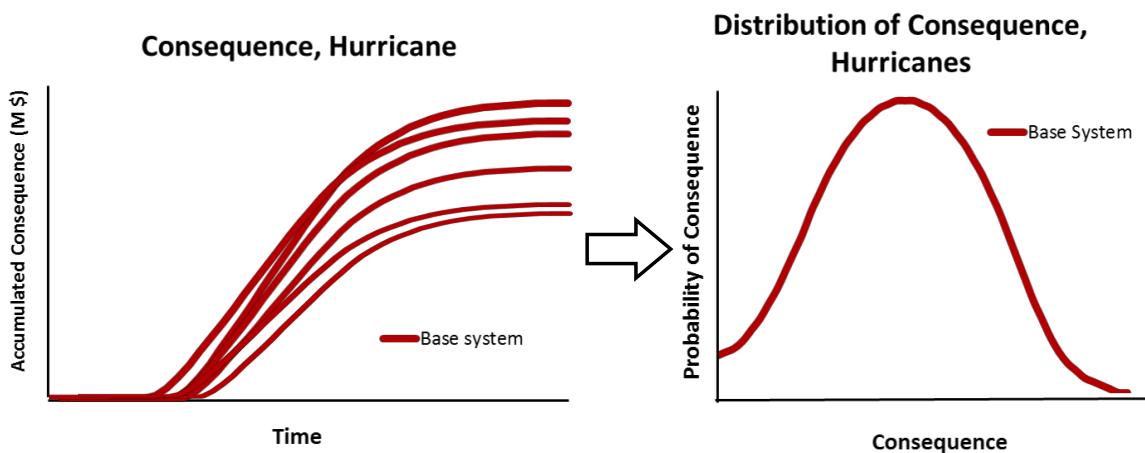 Consequence, Hurricane
Accumulated Consequence (M $)
Base system
Time
Distribution of Consequence,
Hurricanes
Probability of Consequence
Base System
Consequence